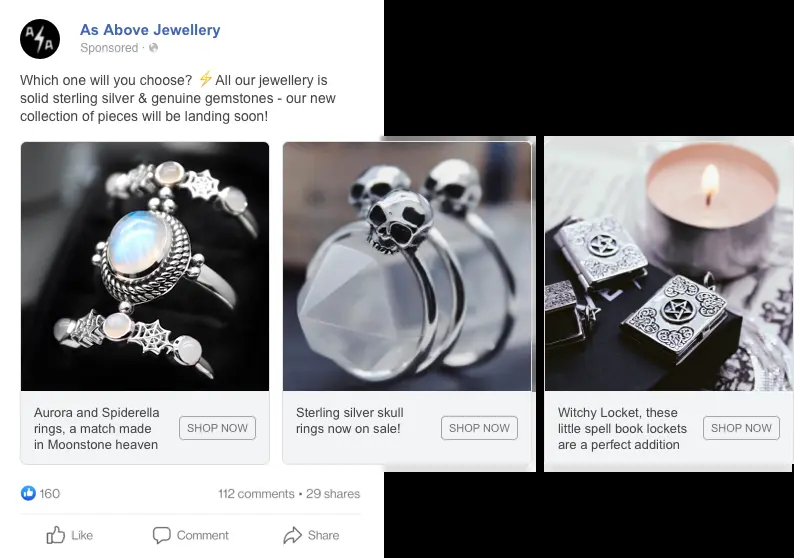 A A
As Above Jewellery
Sponsored ·
Which one will you choose? ⚡All our jewellery is
solid sterling silver & genuine gemstones - our new
collection of pieces will be landing soon!
Aurora and Spiderella
rings, a match made
in Moonstone heaven
SHOP NOW
Sterling silver skull
rings now on sale!
SHOP NOW
Witchy Locket, these
little spell book lockets
are a perfect addition
SHOP NOW
160
112 comments • 29 shares
Like
Comment
Share